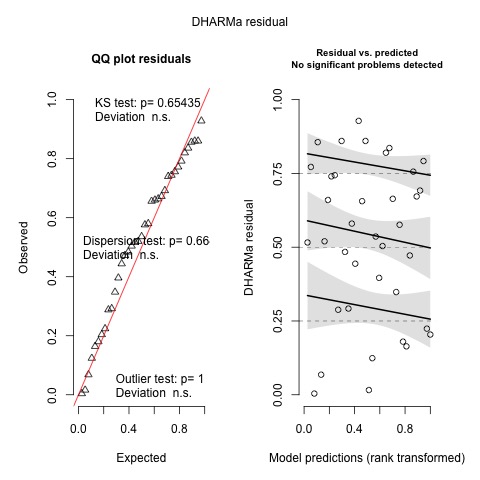 DHARMa residual
QQ plot residuals
KS test: p= 0.65435
Deviation n.s.
Dispersion test: p= 0.66
Deviation n.s.
Outlier test: p= 1
Deviation n.s.
Observed
0.0 0.2 0.4 0.6 0.8 1.0
0.0 0.4 0.8
Expected
Residual vs. predicted
No significant problems detected
DHARMa residual
0.00 0.25 0.50 0.75 1.00
0.0 0.4 0.8
Model predictions (rank transformed)